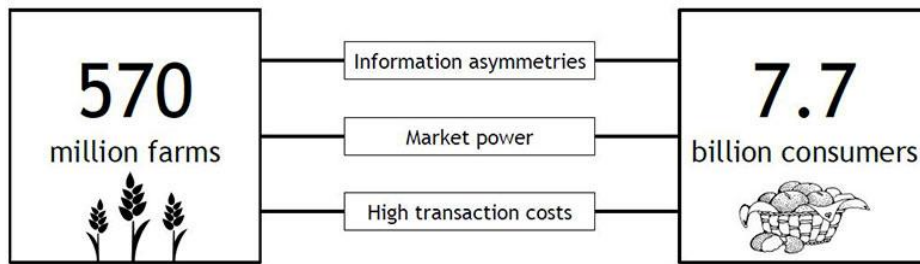 570
million farms
Information asymmetries
Market power
High transaction costs
7.7
billion consumers